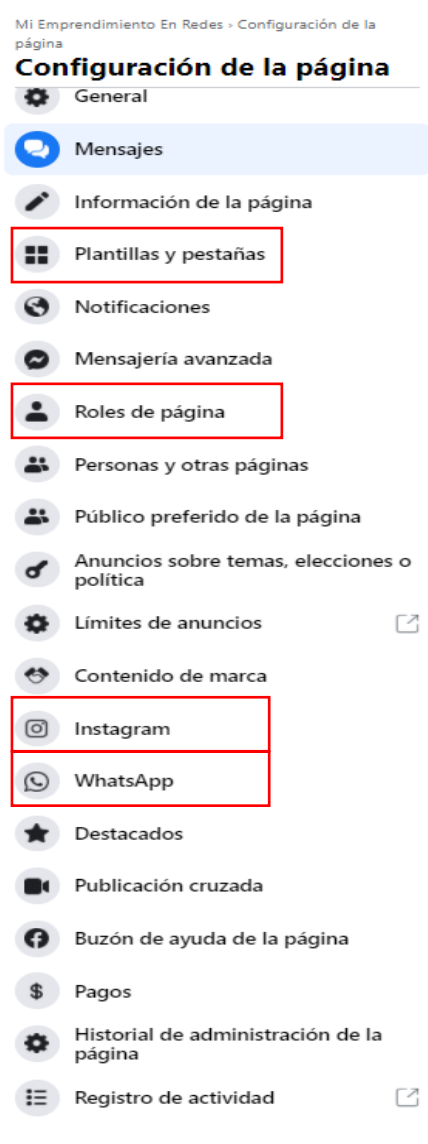 Mi Emprendimiento En Redes › Configuración de la
página
Configuración de la página
General
Mensajes
Información de la página
Plantillas y pestañas
Notificaciones
Mensajería avanzada
Roles de página
Personas y otras páginas
Público preferido de la página
Anuncios sobre temas, elecciones o
política
Límites de anuncios
Contenido de marca
Instagram
WhatsApp
Destacados
Publicación cruzada
Buzón de ayuda de la página
Pagos
Historial de administración de la
página
Registro de actividad